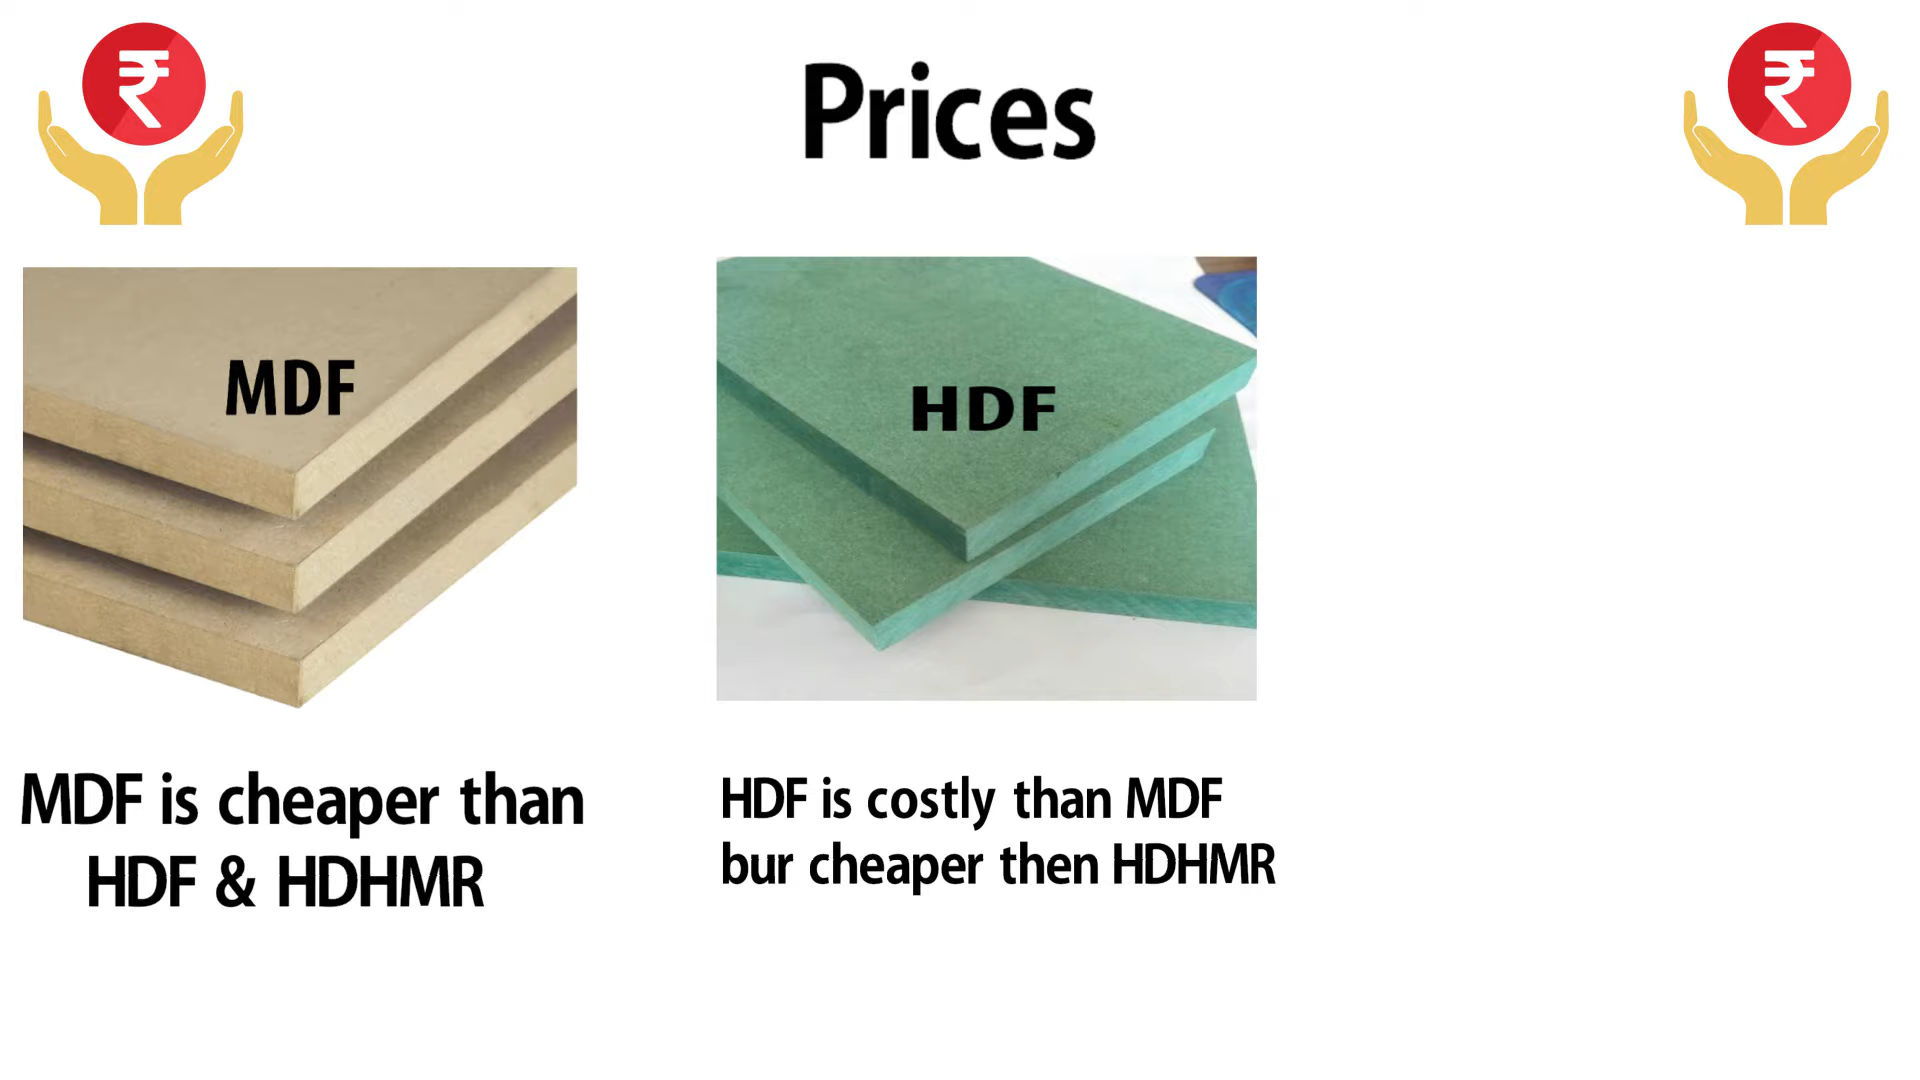 ₹
₹
Prices
MDF
HDF
MDF is cheaper than
HDF & HDHMR
HDF is costly than MDF
bur cheaper then HDHMR